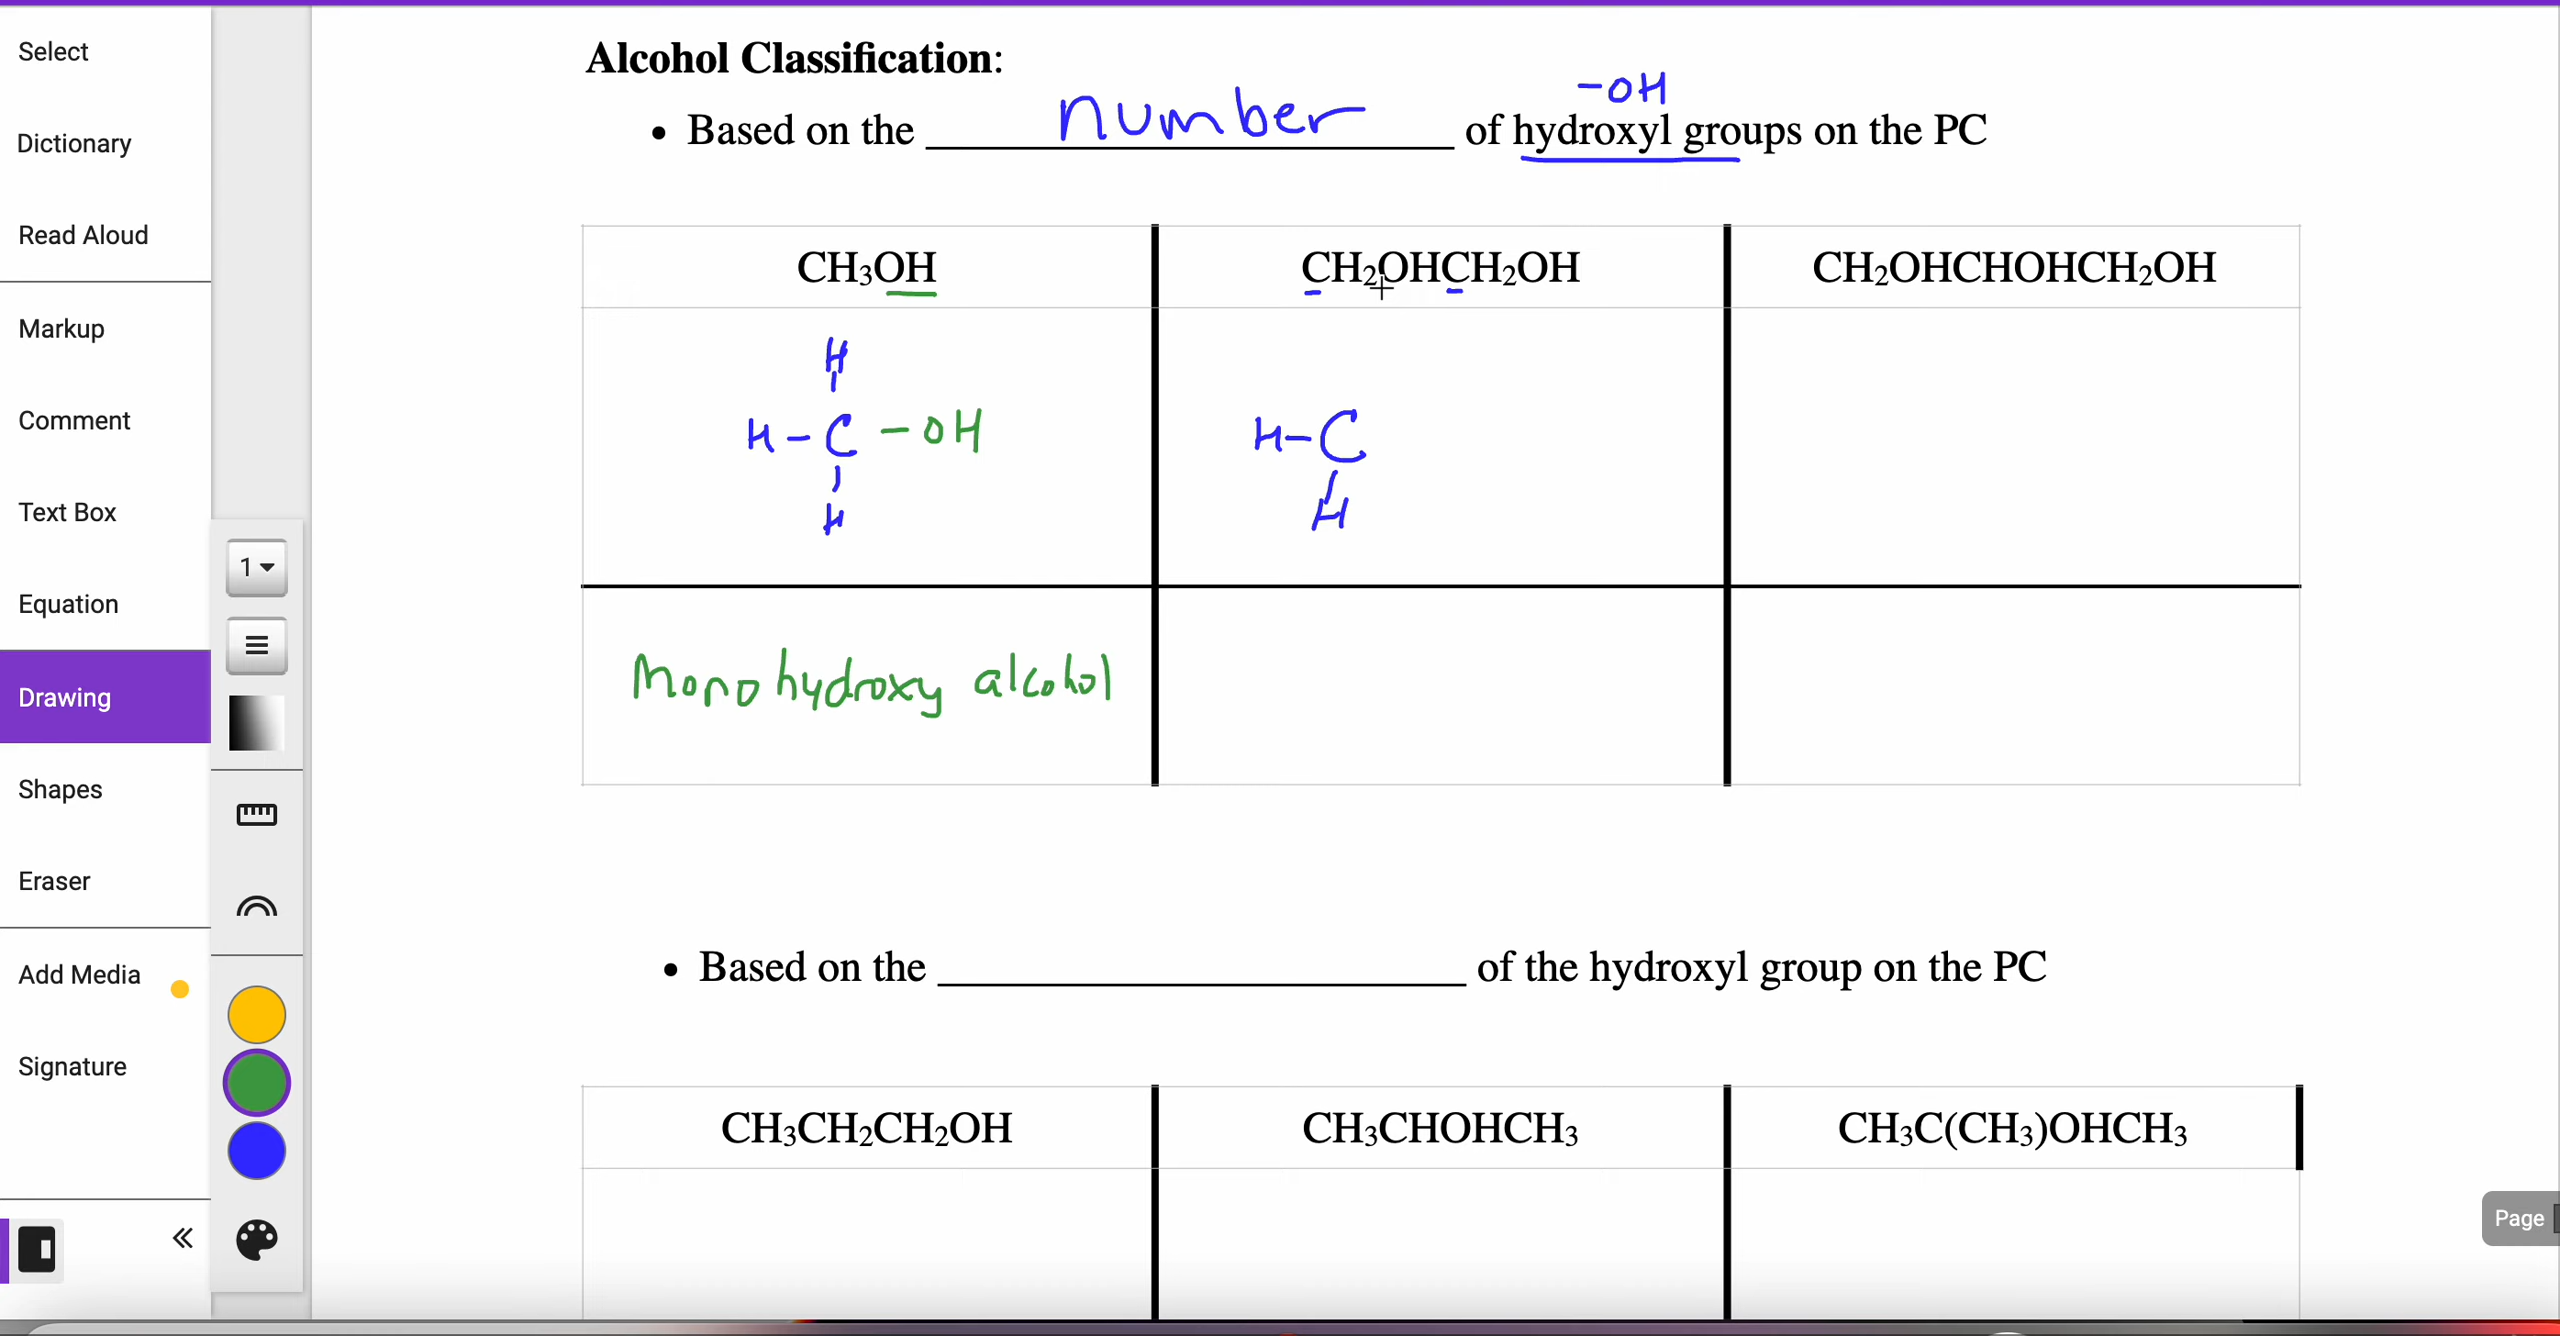 Select
Dictionary
Read Aloud
Markup
Comment
Text Box
Equation
Drawing
Shapes
Eraser
Add Media
Signature
1
Alcohol Classification:
-OH
• Based on the number of hydroxyl groups on the PC
CH₃OH CH₂OHCH₂OH CH₂OHCHOHCH₂OH
H
H-C-OH H-C
H H
Monohydroxy alcohol
• Based on the ____________________ of the hydroxyl group on the PC
CH₃CH₂CH₂OH CH₃CHOHCH₃ CH₃C(CH₃)OHCH₃
Page